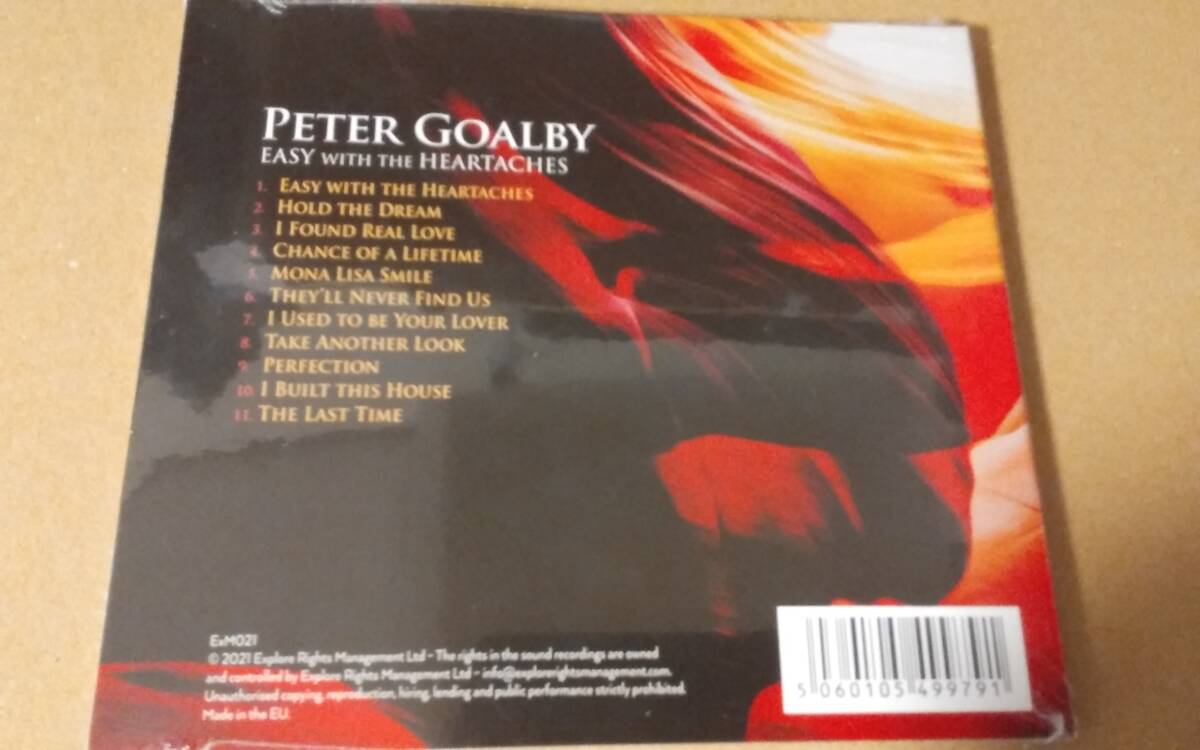 PETER GOALBY
EASY WITH THE HEARTACHES
1. EASY WITH THE HEARTACHES
2. HOLD THE DREAM
3. I FOUND REAL LOVE
4. CHANCE OF A LIFETIME
5. MONA LISA SMILE
6. THEY'LL NEVER FIND US
7. I USED TO BE YOUR LOVER
8. TAKE ANOTHER LOOK
9. PERFECTION
10. I BUILT THIS HOUSE
11. THE LAST TIME
ExM021
© 2021 Explore Rights Management Ltd - The rights in the sound recordings are owned
and controlled by Explore Rights Management Ltd - info@explorerightsmanagement.com.
Unauthorised copying, reproduction, hiring, lending and public performance strictly prohibited.
Made in the EU.
5 060105 499791